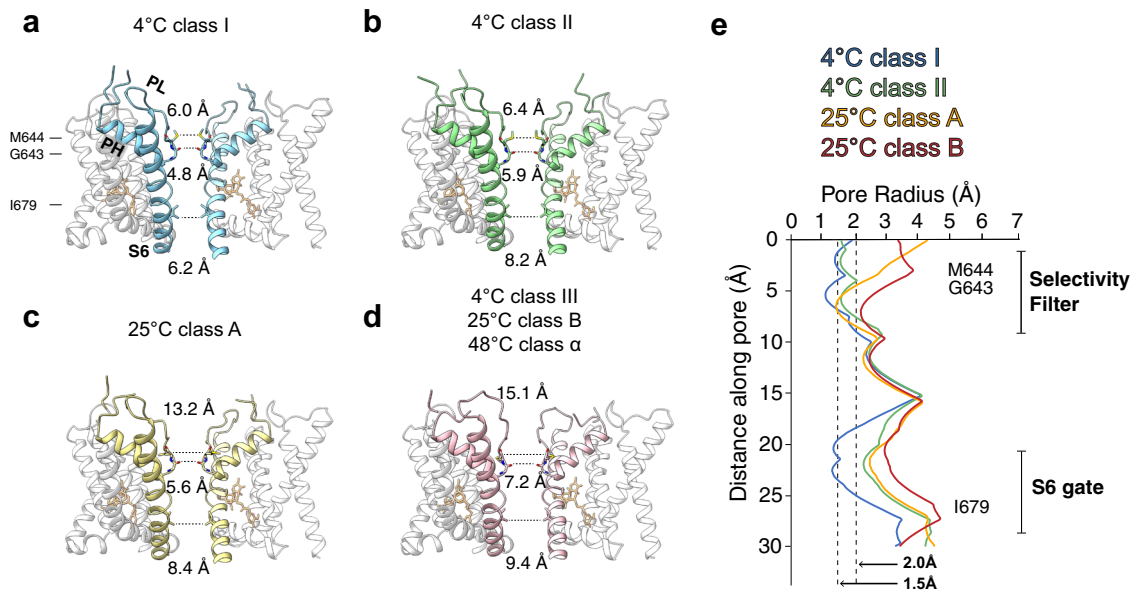 a
4°C class I
PL
6.0 Å
M644
PH
G643
4.8 Å
I679
S6
6.2 Å
b
4°C class II
6.4 Å
5.9 Å
8.2 Å
c
25°C class A
13.2 Å
5.6 Å
8.4 Å
d
4°C class III
25°C class B
48°C class α
15.1 Å
7.2 Å
9.4 Å
e
4°C class I
4°C class II
25°C class A
25°C class B
Pore Radius (Å)
0 1 2 3 4 5 6 7
Distance along pore (Å)
0
5
10
15
20
25
30
M644
G643
Selectivity
Filter
S6 gate
I679
2.0Å
1.5Å